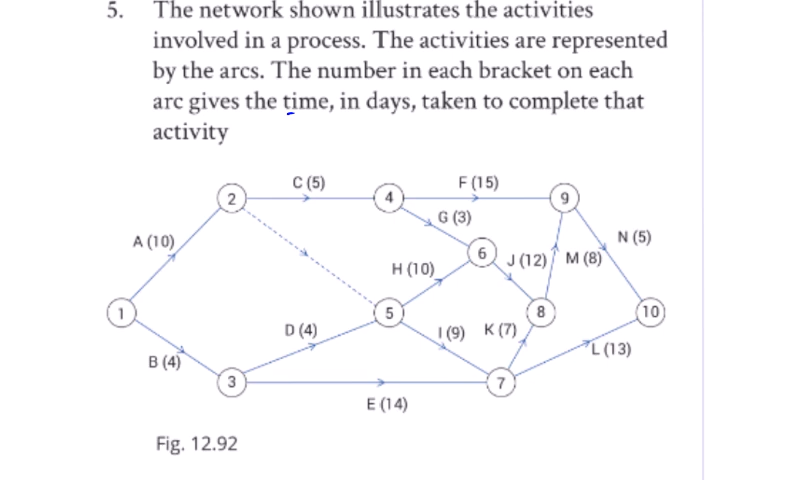 5. The network shown illustrates the activities
involved in a process. The activities are represented
by the arcs. The number in each bracket on each
arc gives the time, in days, taken to complete that
activity
C (5)
F (15)
2
4
9
G (3)
A (10)
N (5)
6
J (12)
M (8)
H (10)
1
5
8
10
D (4)
I (9)
K (7)
L (13)
B (4)
3
7
E (14)
Fig. 12.92